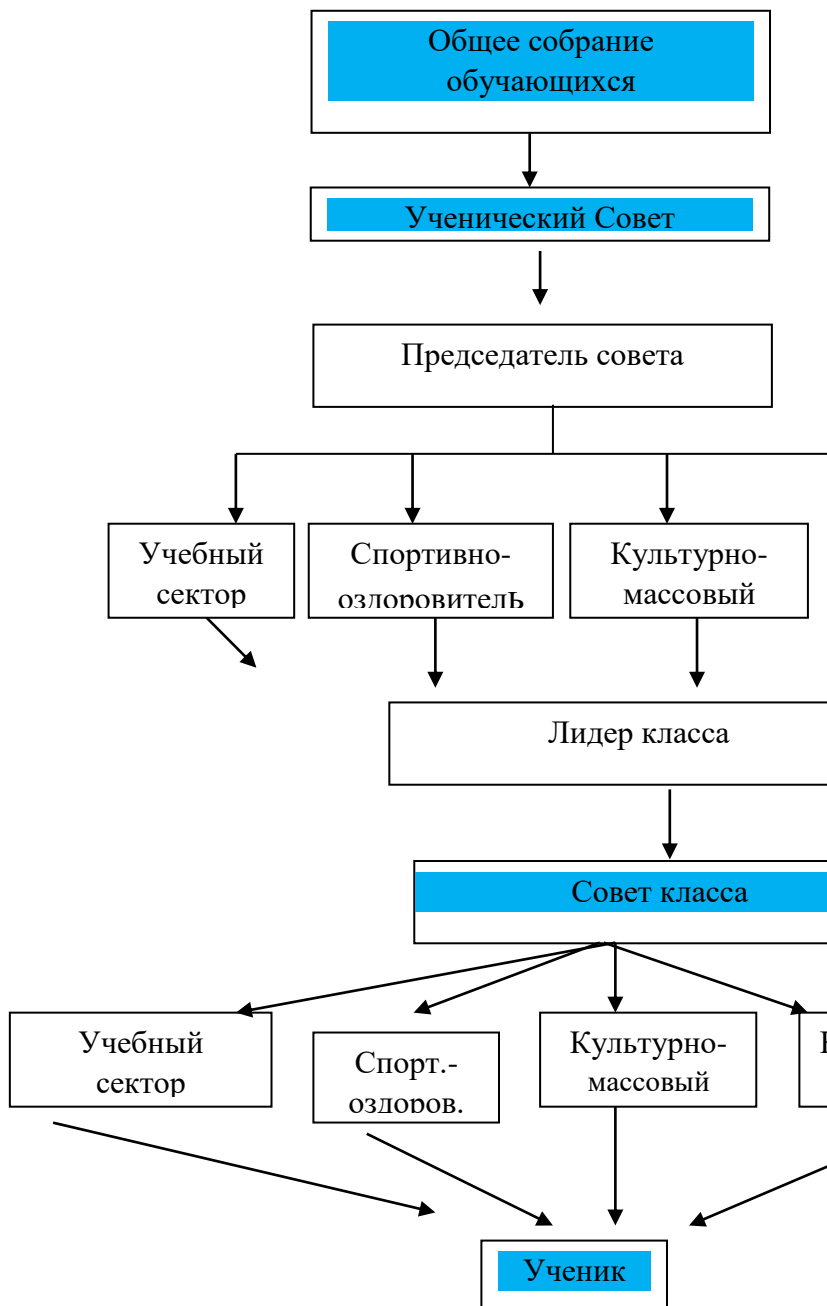 Общее собрание
обучающихся
Ученический Совет
Председатель совета
Учебный
сектор
Спортивно-
оздоровитель
Культурно-
массовый
Лидер класса
Совет класса
Учебный
сектор
Спорт.-
оздоров.
Культурно-
массовый
Ученик